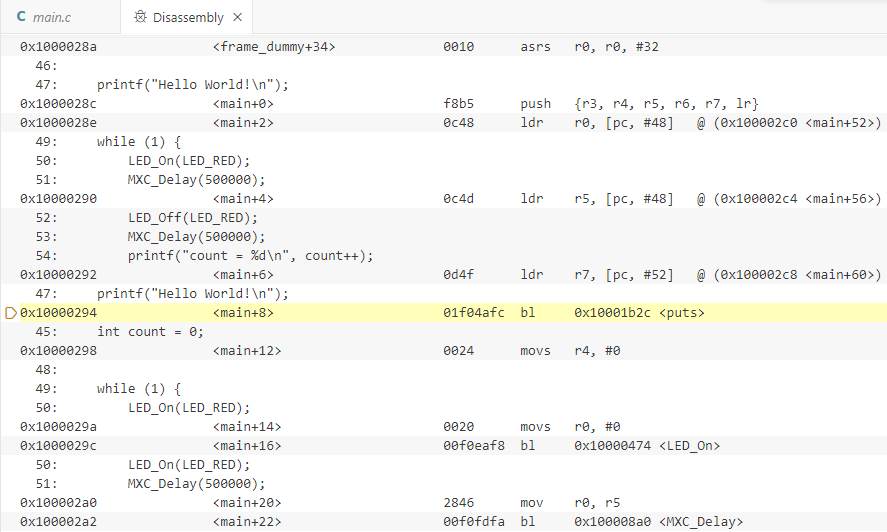 C main.c Disassembly ×
0x1000028a <frame_dummy+34> 0010 asrs r0, r0, #32
46:
47: printf("Hello World!\n");
0x1000028c <main+0> f8b5 push {r3, r4, r5, r6, r7, lr}
0x1000028e <main+2> 0c48 ldr r0, [pc, #48] @ (0x100002c0 <main+52>)
49: while (1) {
50: LED_On(LED_RED);
51: MXC_Delay(500000);
0x10000290 <main+4> 0c4d ldr r5, [pc, #48] @ (0x100002c4 <main+56>)
52: LED_Off(LED_RED);
53: MXC_Delay(500000);
54: printf("count = %d\n", count++);
0x10000292 <main+6> 0d4f ldr r7, [pc, #52] @ (0x100002c8 <main+60>)
47: printf("Hello World!\n");
0x10000294 <main+8> 01f04afc bl 0x10001b2c <puts>
45: int count = 0;
0x10000298 <main+12> 0024 movs r4, #0
48:
49: while (1) {
50: LED_On(LED_RED);
0x1000029a <main+14> 0020 movs r0, #0
0x1000029c <main+16> 00f0eaf8 bl 0x10000474 <LED_On>
50: LED_On(LED_RED);
51: MXC_Delay(500000);
0x100002a0 <main+20> 2846 mov r0, r5
0x100002a2 <main+22> 00f0fdfa bl 0x100008a0 <MXC_Delay>